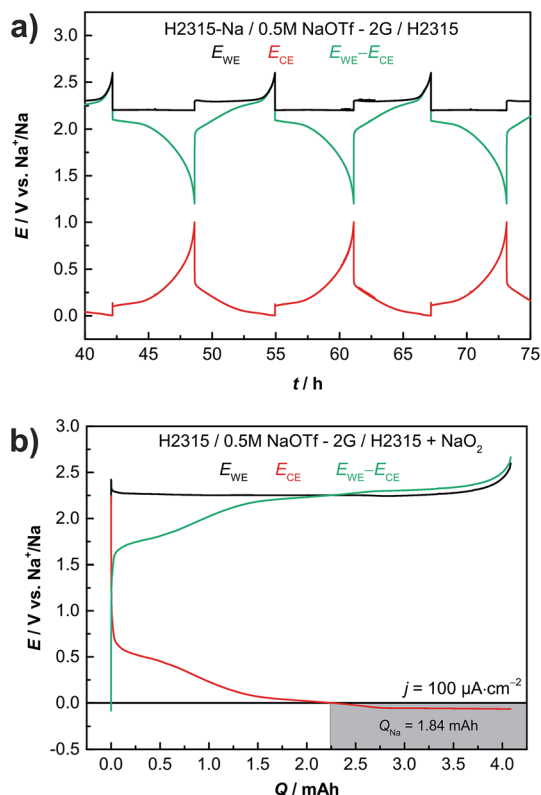 a)
H2315-Na / 0.5M NaOTf - 2G / H2315
E_WE E_CE E_WE–E_CE
E / V vs. Na⁺/Na
3.0
2.5
2.0
1.5
1.0
0.5
0.0
40 45 50 55 60 65 70 75
t / h
b)
H2315 / 0.5M NaOTf - 2G / H2315 + NaO₂
E_WE E_CE E_WE–E_CE
E / V vs. Na⁺/Na
3.0
2.5
2.0
1.5
1.0
0.5
0.0
-0.5
j = 100 µA·cm⁻²
Q_Na = 1.84 mAh
0.0 0.5 1.0 1.5 2.0 2.5 3.0 3.5 4.0
Q / mAh